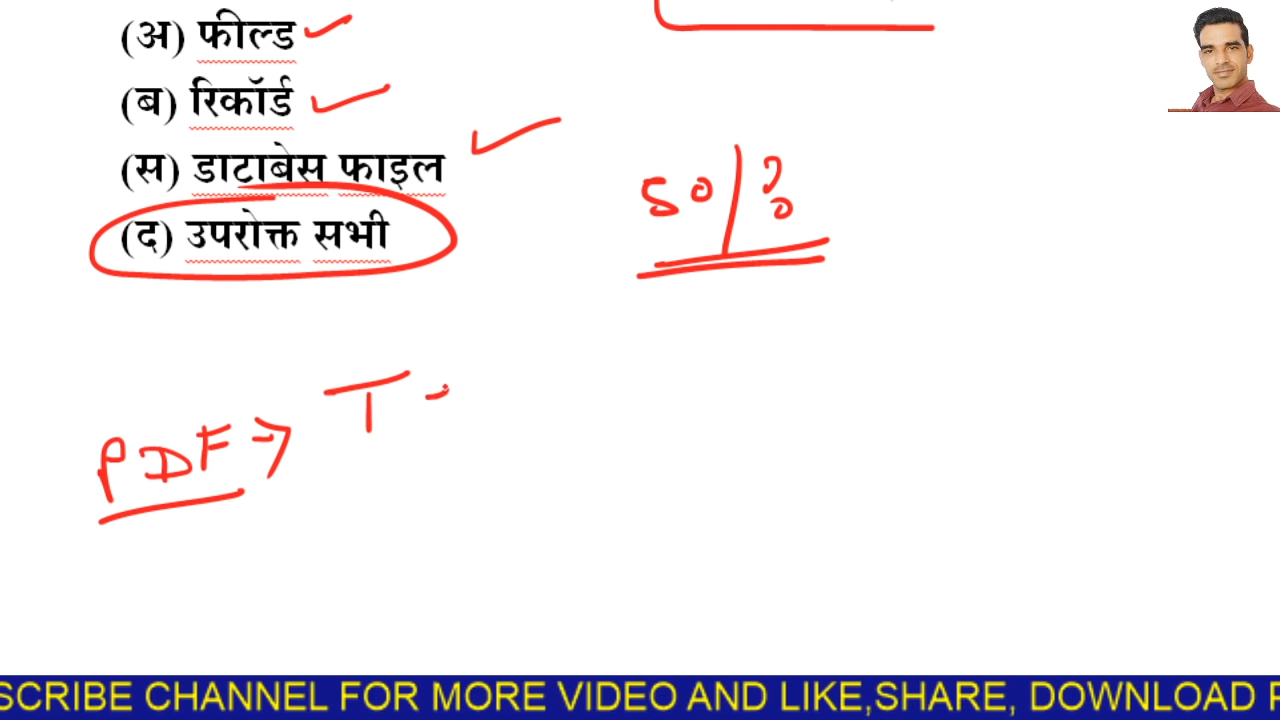 (अ) फील्ड
(ब) रिकॉर्ड
(स) डाटाबेस फाइल
(द) उपरोक्त सभी
50/?
PDF → T -
SCRIBE CHANNEL FOR MORE VIDEO AND LIKE,SHARE, DOWNLOAD